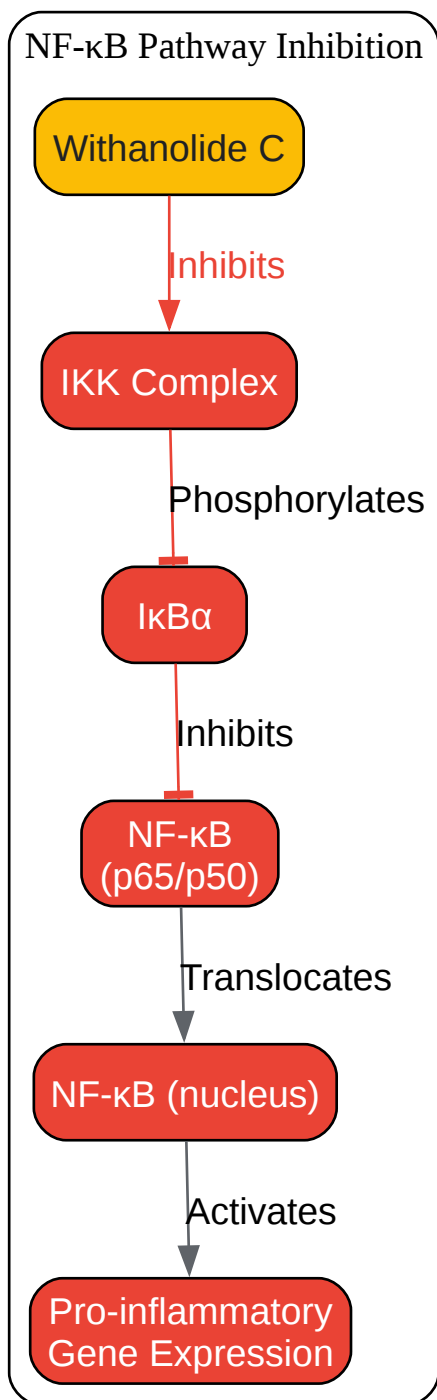 NF-κB Pathway Inhibition
Withanolide C
Inhibits
IKK Complex
Phosphorylates
IκBα
Inhibits
NF-κB
(p65/p50)
Translocates
NF-κB (nucleus)
Activates
Pro-inflammatory
Gene Expression